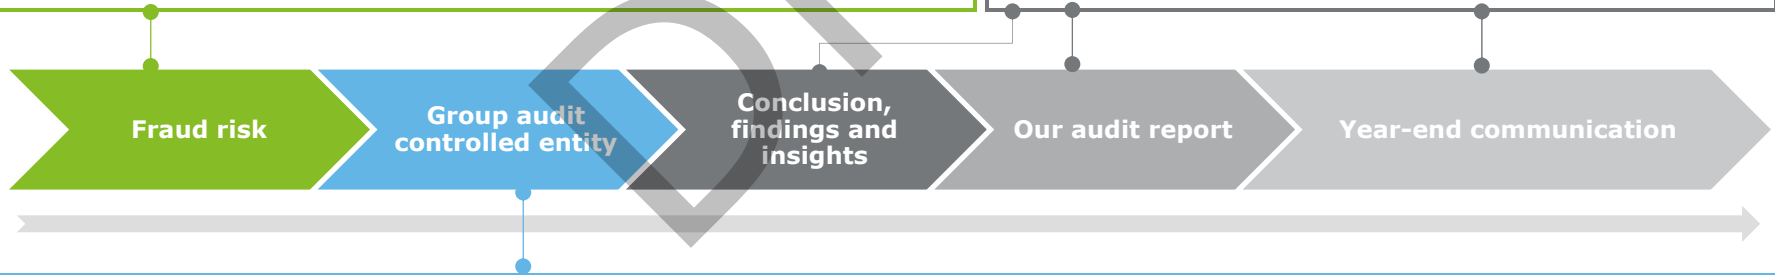 Fraud risk
Group audit
controlled entity
Conclusion,
findings and
insights
Our audit report
Year-end communication